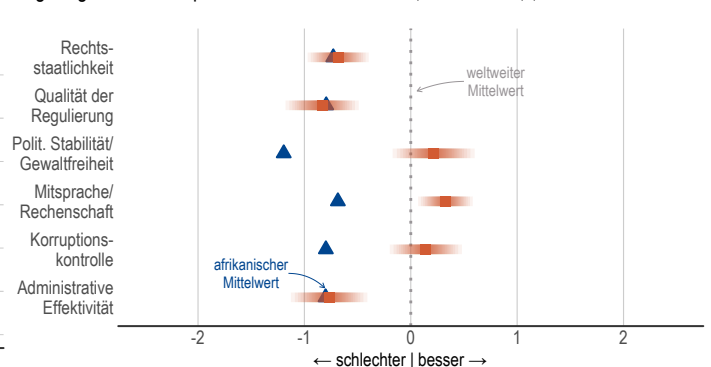 Rechts-
staatlichkeit
Qualität der
Regulierung
Polit. Stabilität/
Gewaltfreiheit
Mitsprache/
Rechenschaft
Korruptions-
kontrolle
Administrative
Effektivität
weltweiter
Mittelwert
afrikanischer
Mittelwert
-2 -1 0 1 2
← schlechter | besser →